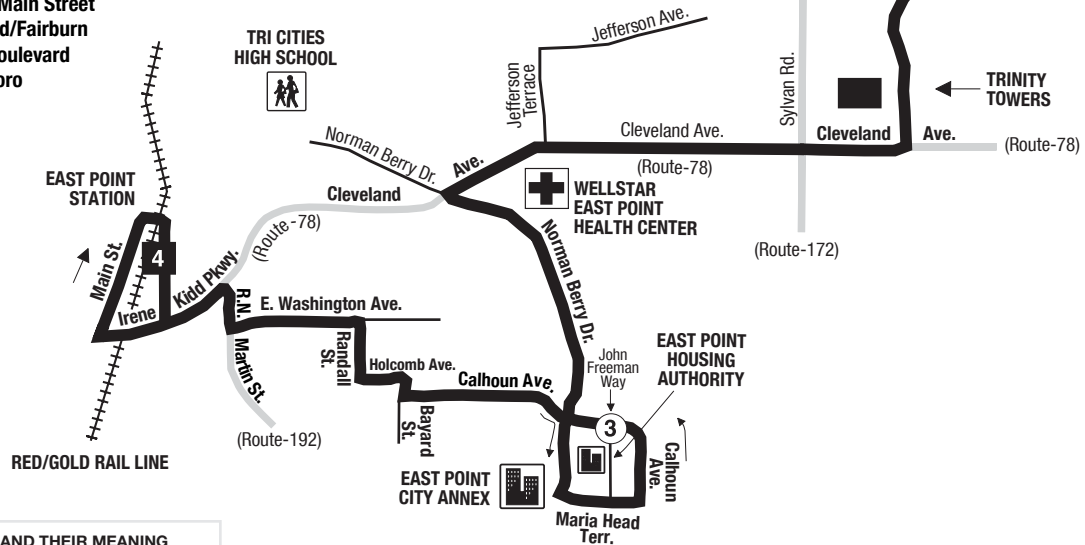 Main Street
d/Fairburn
oulevard
oro
TRI CITIES
HIGH SCHOOL
Jefferson Ave.
Jefferson
Terrace
Sylvan Rd.
TRINITY
TOWERS
Cleveland Ave.
Cleveland
Ave.
(Route-78)
(Route-78)
Norman Berry Dr.
Ave.
EAST POINT
STATION
Cleveland
(Route-78)
WELLSTAR
EAST POINT
HEALTH CENTER
(Route-172)
Main St.
4
Irene
Kidd Pkwy.
R.N.
E. Washington Ave.
Norman Berry Dr.
Martin St.
Randall
St.
Holcomb Ave.
Calhoun Ave.
John
Freeman
Way
EAST POINT
HOUSING
AUTHORITY
Bayard
St.
3
Calhoun
Ave.
(Route-192)
RED/GOLD RAIL LINE
EAST POINT
CITY ANNEX
Maria Head
Terr.
AND THEIR MEANING